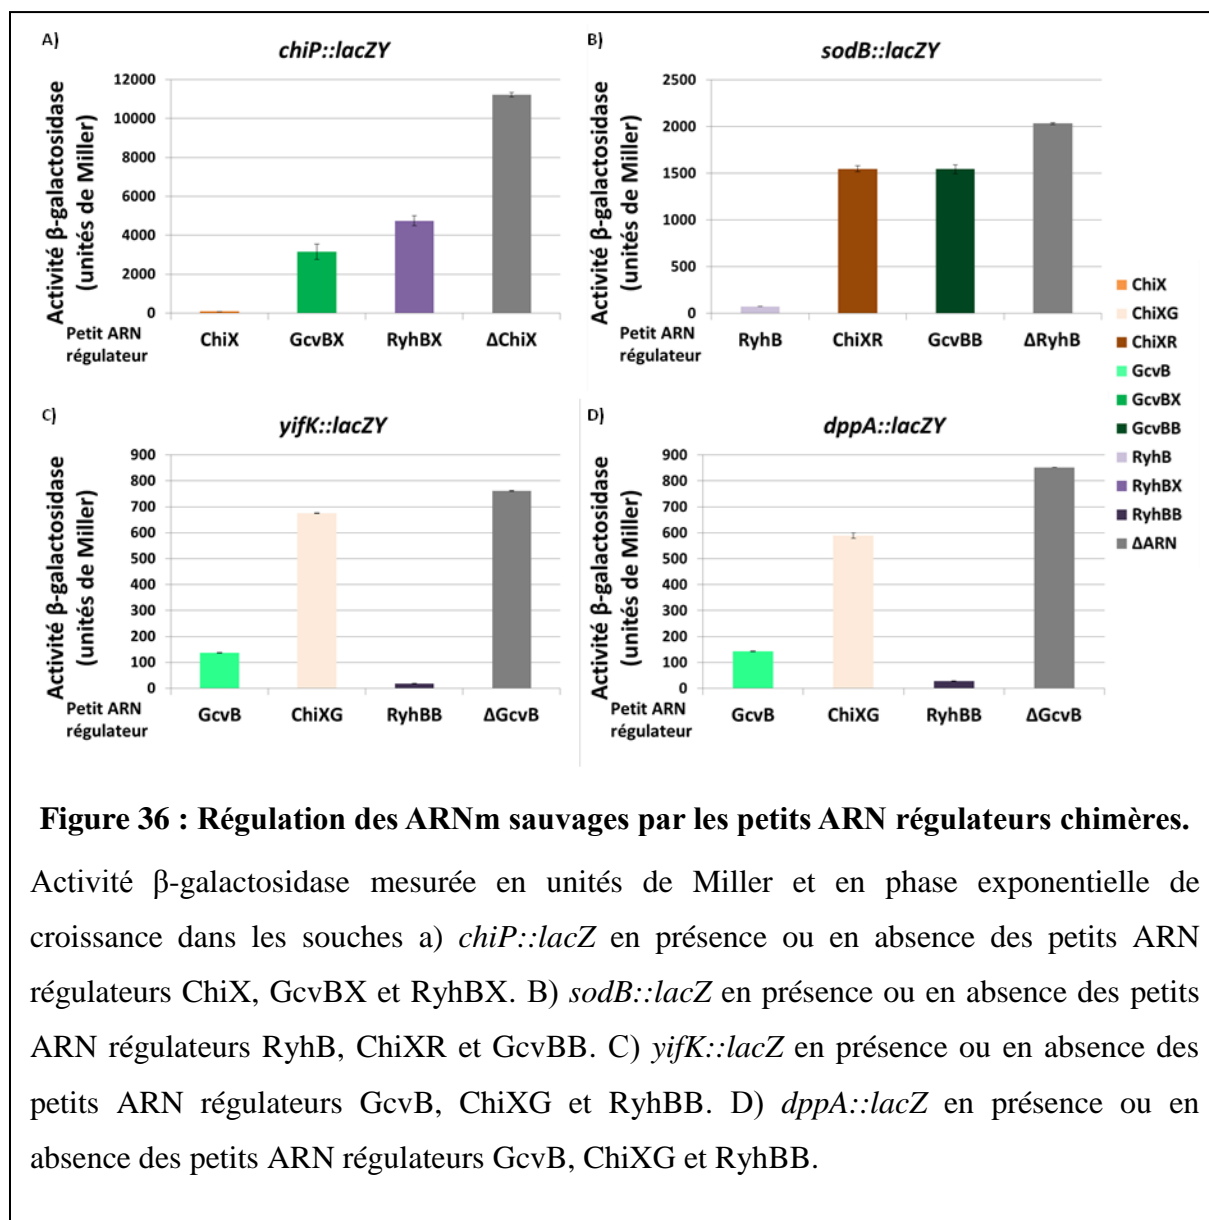 A)
chiP::lacZY
Activité β-galactosidase
(unités de Miller)
12000
10000
8000
6000
4000
2000
0
Petit ARN
régulateur
ChiX GcvBX RyhBX ΔChiX
B)
sodB::lacZY
Activité β-galactosidase
(unités de Miller)
2500
2000
1500
1000
500
0
Petit ARN
régulateur
RyhB ChiXR GcvBB ΔRyhB
C)
yifK::lacZY
Activité β-galactosidase
(unités de Miller)
900
800
700
600
500
400
300
200
100
0
Petit ARN
régulateur
GcvB ChiXG RyhBB ΔGcvB
D)
dppA::lacZY
Activité β-galactosidase
(unités de Miller)
900
800
700
600
500
400
300
200
100
0
Petit ARN
régulateur
GcvB ChiXG RyhBB ΔGcvB
ChiX
ChiXG
ChiXR
GcvB
GcvBX
GcvBB
RyhB
RyhBX
RyhBB
ΔARN
Figure 36 : Régulation des ARNm sauvages par les petits ARN régulateurs chimères.
Activité β-galactosidase mesurée en unités de Miller et en phase exponentielle de
croissance dans les souches a) chiP::lacZ en présence ou en absence des petits ARN
régulateurs ChiX, GcvBX et RyhBX. B) sodB::lacZ en présence ou en absence des petits
ARN régulateurs RyhB, ChiXR et GcvBB. C) yifK::lacZ en présence ou en absence des
petits ARN régulateurs GcvB, ChiXG et RyhBB. D) dppA::lacZ en présence ou en
absence des petits ARN régulateurs GcvB, ChiXG et RyhBB.